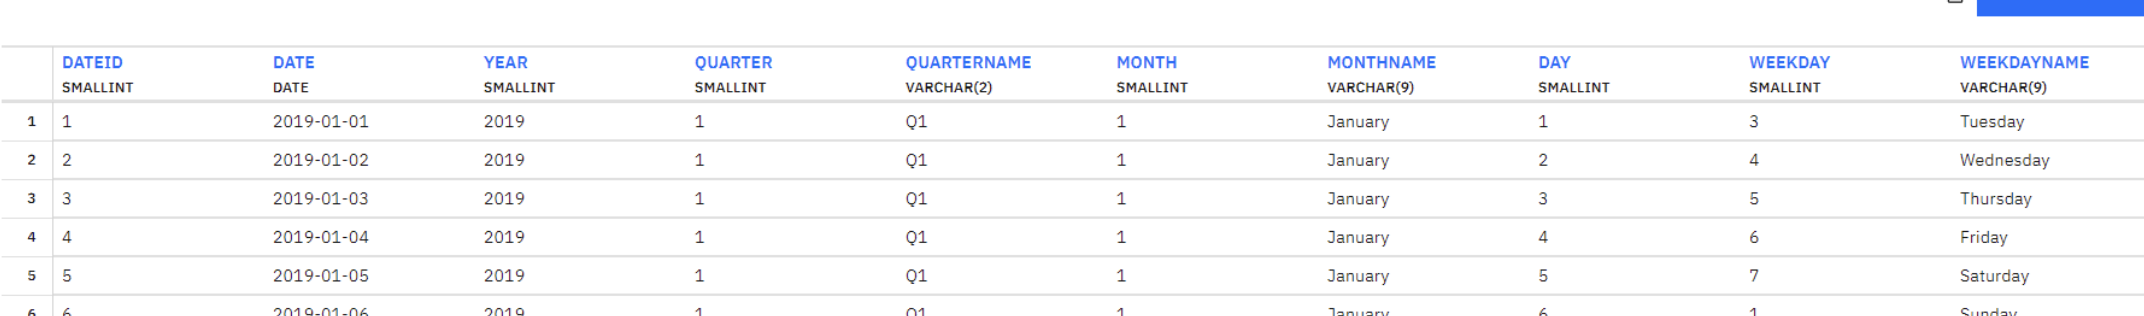 DATEID DATE YEAR QUARTER QUARTERNAME MONTH MONTHNAME DAY WEEKDAY WEEKDAYNAME
SMALLINT DATE SMALLINT SMALLINT VARCHAR(2) SMALLINT VARCHAR(9) SMALLINT SMALLINT VARCHAR(9)
1 1 2019-01-01 2019 1 Q1 1 January 1 3 Tuesday
2 2 2019-01-02 2019 1 Q1 1 January 2 4 Wednesday
3 3 2019-01-03 2019 1 Q1 1 January 3 5 Thursday
4 4 2019-01-04 2019 1 Q1 1 January 4 6 Friday
5 5 2019-01-05 2019 1 Q1 1 January 5 7 Saturday
6 6 2019-01-06 2019 1 Q1 1 January 6 1 Sunday